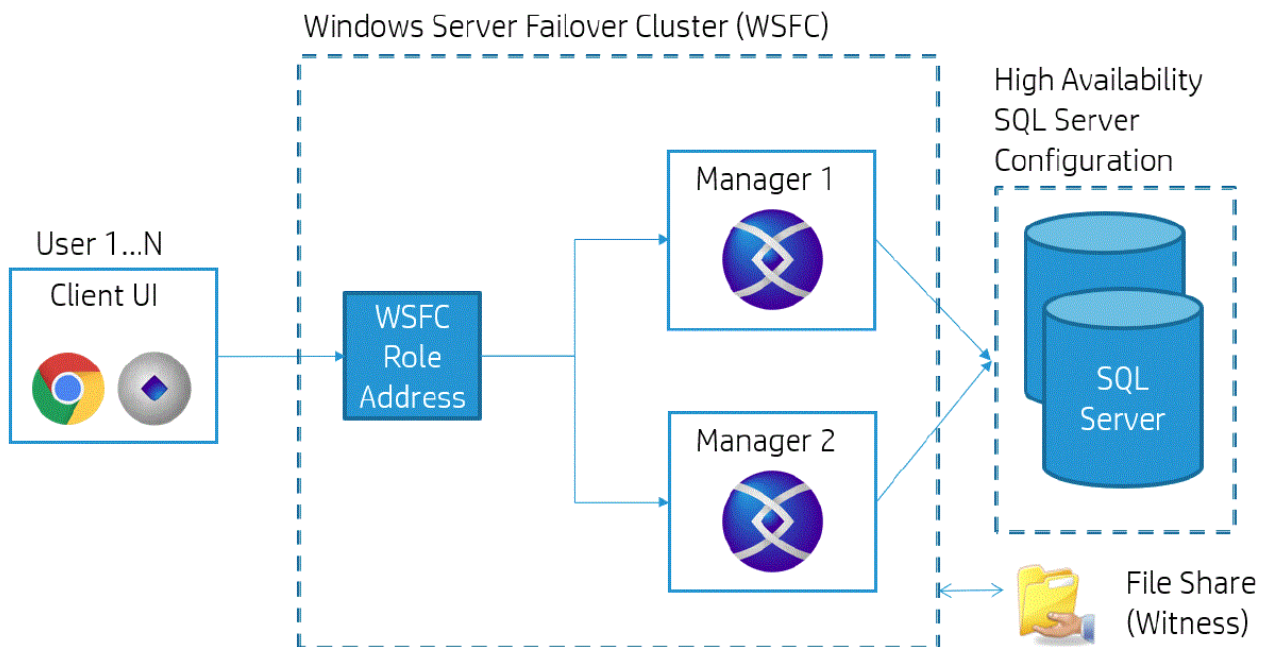 Windows Server Failover Cluster (WSFC)
High Availability
SQL Server
Configuration
User 1...N
Client UI
WSFC
Role
Address
Manager 1
Manager 2
SQL
Server
File Share
(Witness)